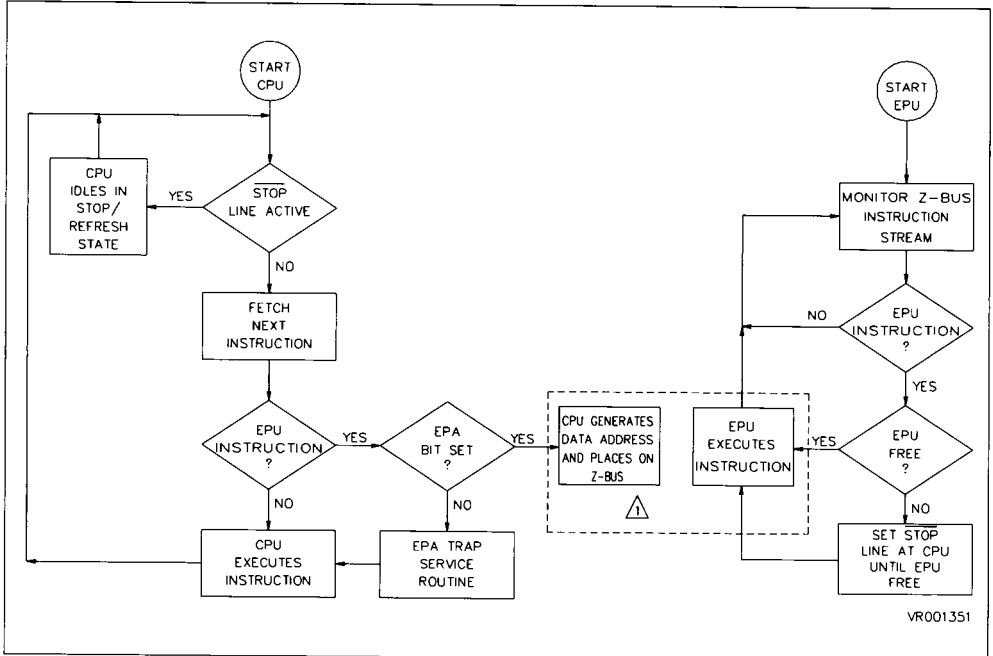 START
CPU
CPU
IDLES IN
STOP/
REFRESH
STATE
YES
STOP
LINE ACTIVE
NO
FETCH
NEXT
INSTRUCTION
EPU
INSTRUCTION
?
YES
EPA
BIT SET
?
YES
NO
NO
CPU
EXECUTES
INSTRUCTION
EPA TRAP
SERVICE
ROUTINE
CPU GENERATES
DATA ADDRESS
AND PLACES ON
Z-BUS
1
EPU
EXECUTES
INSTRUCTION
START
EPU
MONITOR Z-BUS
INSTRUCTION
STREAM
NO
EPU
INSTRUCTION
?
YES
YES
EPU
FREE
?
NO
SET STOP
LINE AT CPU
UNTIL EPU
FREE
VR001351